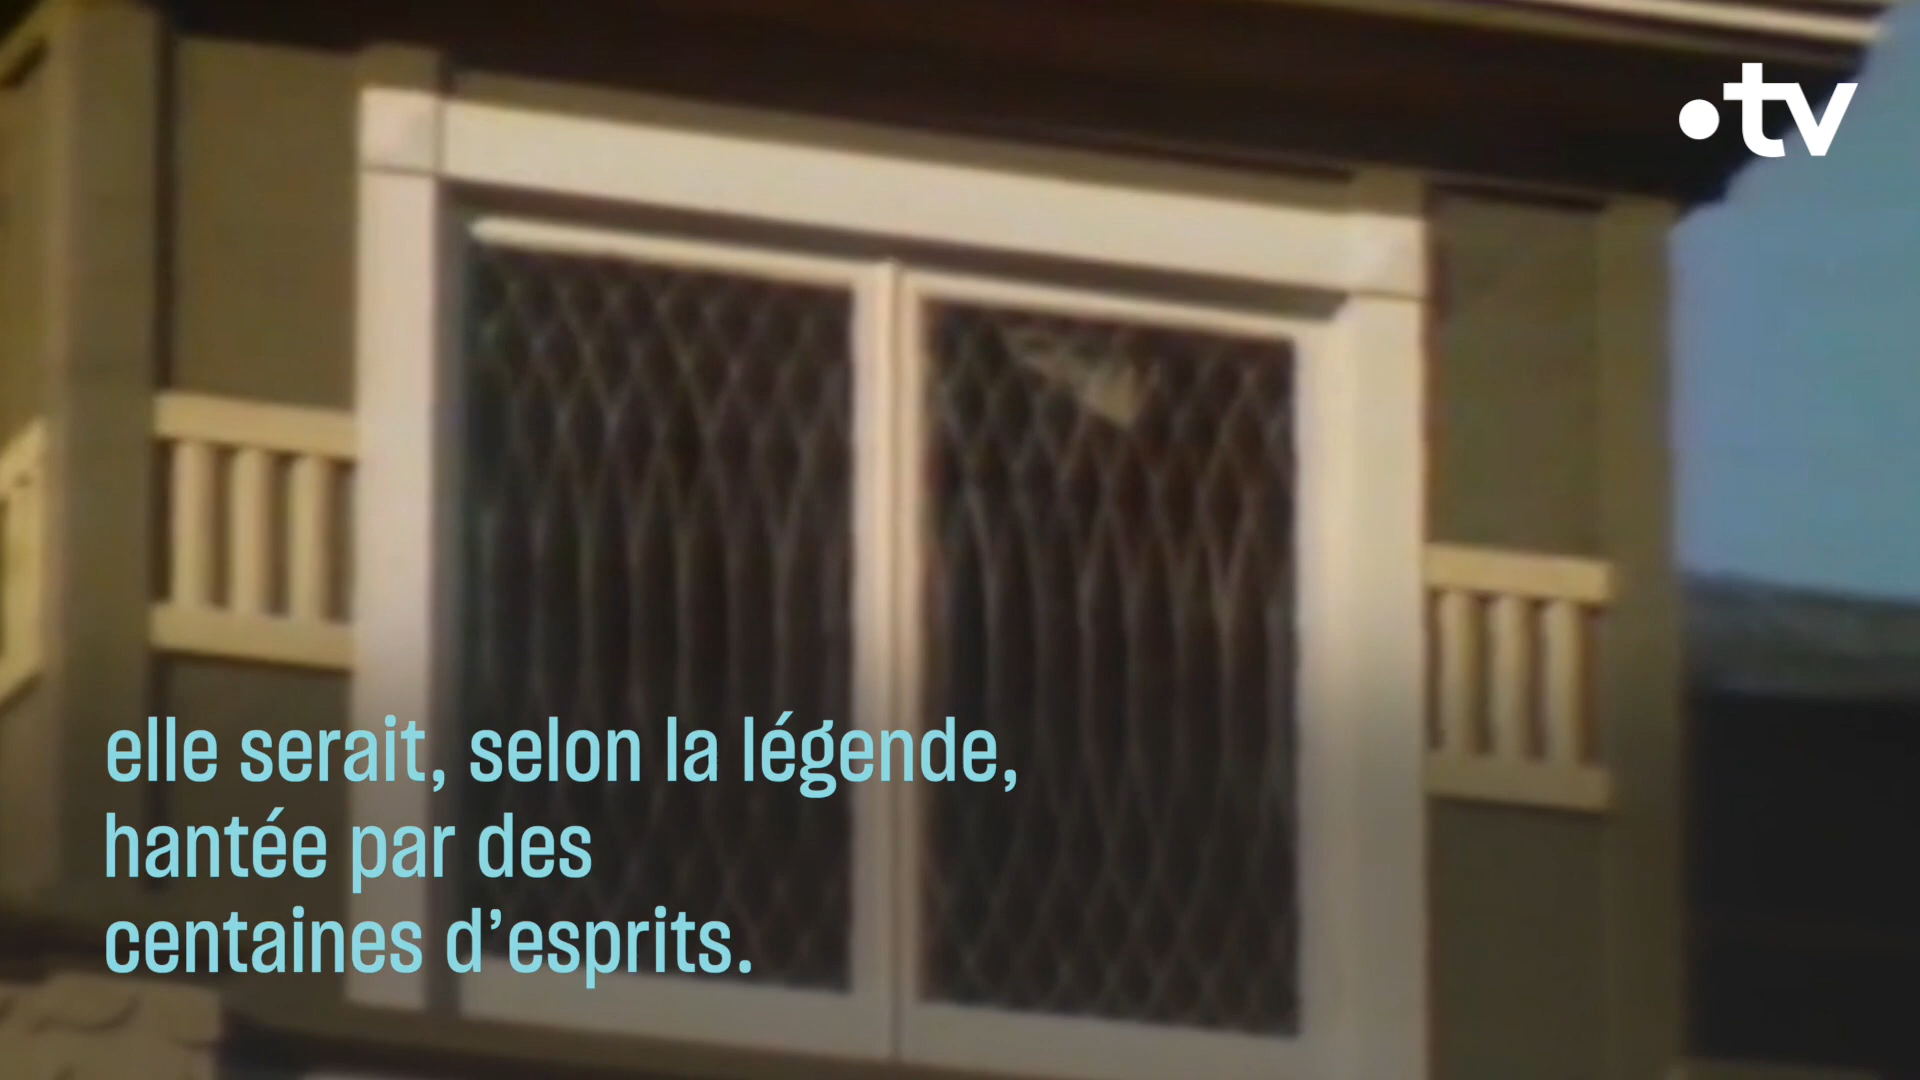 •tv
elle serait, selon la légende,
hantée par des
centaines d’esprits.